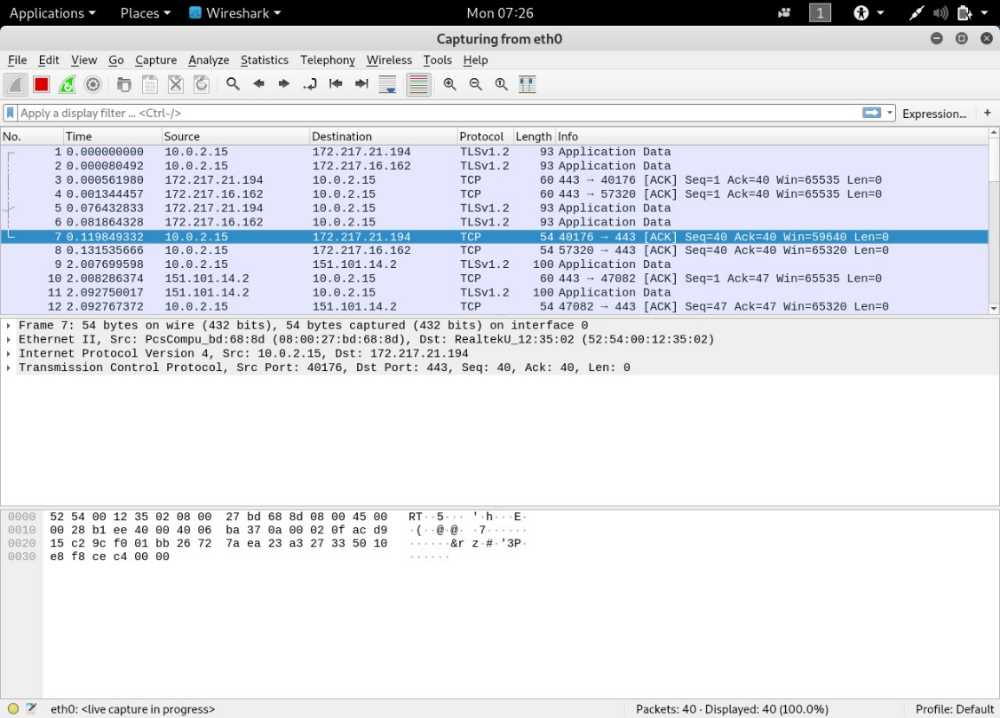 Applications Places Wireshark Mon 07:26 1
Capturing from eth0
File Edit View Go Capture Analyze Statistics Telephony Wireless Tools Help
Apply a display filter … <Ctrl-/> Expression… +
No. Time Source Destination Protocol Length Info
1 0.000000000 10.0.2.15 172.217.21.194 TLSv1.2 93 Application Data
2 0.000080492 10.0.2.15 172.217.16.162 TLSv1.2 93 Application Data
3 0.000561980 172.217.21.194 10.0.2.15 TCP 60 443 → 40176 [ACK] Seq=1 Ack=40 Win=65535 Len=0
4 0.001344457 172.217.16.162 10.0.2.15 TCP 60 443 → 57320 [ACK] Seq=1 Ack=40 Win=65535 Len=0
5 0.076432833 172.217.21.194 10.0.2.15 TLSv1.2 93 Application Data
6 0.081864328 172.217.16.162 10.0.2.15 TLSv1.2 93 Application Data
7 0.119849332 10.0.2.15 172.217.21.194 TCP 54 40176 → 443 [ACK] Seq=40 Ack=40 Win=59640 Len=0
8 0.131535666 10.0.2.15 172.217.16.162 TCP 54 57320 → 443 [ACK] Seq=40 Ack=40 Win=65320 Len=0
9 2.007699598 10.0.2.15 151.101.14.2 TLSv1.2 100 Application Data
10 2.008286374 151.101.14.2 10.0.2.15 TCP 60 443 → 47082 [ACK] Seq=1 Ack=47 Win=65535 Len=0
11 2.092750017 151.101.14.2 10.0.2.15 TLSv1.2 100 Application Data
12 2.092767372 10.0.2.15 151.101.14.2 TCP 54 47082 → 443 [ACK] Seq=47 Ack=47 Win=65320 Len=0
Frame 7: 54 bytes on wire (432 bits), 54 bytes captured (432 bits) on interface 0
Ethernet II, Src: PcsCompu_bd:68:8d (08:00:27:bd:68:8d), Dst: RealtekU_12:35:02 (52:54:00:12:35:02)
Internet Protocol Version 4, Src: 10.0.2.15, Dst: 172.217.21.194
Transmission Control Protocol, Src Port: 40176, Dst Port: 443, Seq: 40, Ack: 40, Len: 0
0000 52 54 00 12 35 02 08 00 27 bd 68 8d 08 00 45 00 RT··5··· '·h···E·
0010 00 28 b1 ee 40 00 40 06 ba 37 0a 00 02 0f ac d9 ·(··@·@· ·7······
0020 15 c2 9c f0 01 bb 26 72 7a ea 23 a3 27 33 50 10 ······&r z·#·'3P·
0030 e8 f8 ce c4 00 00 ······
eth0: <live capture in progress> Packets: 40 · Displayed: 40 (100.0%) Profile: Default